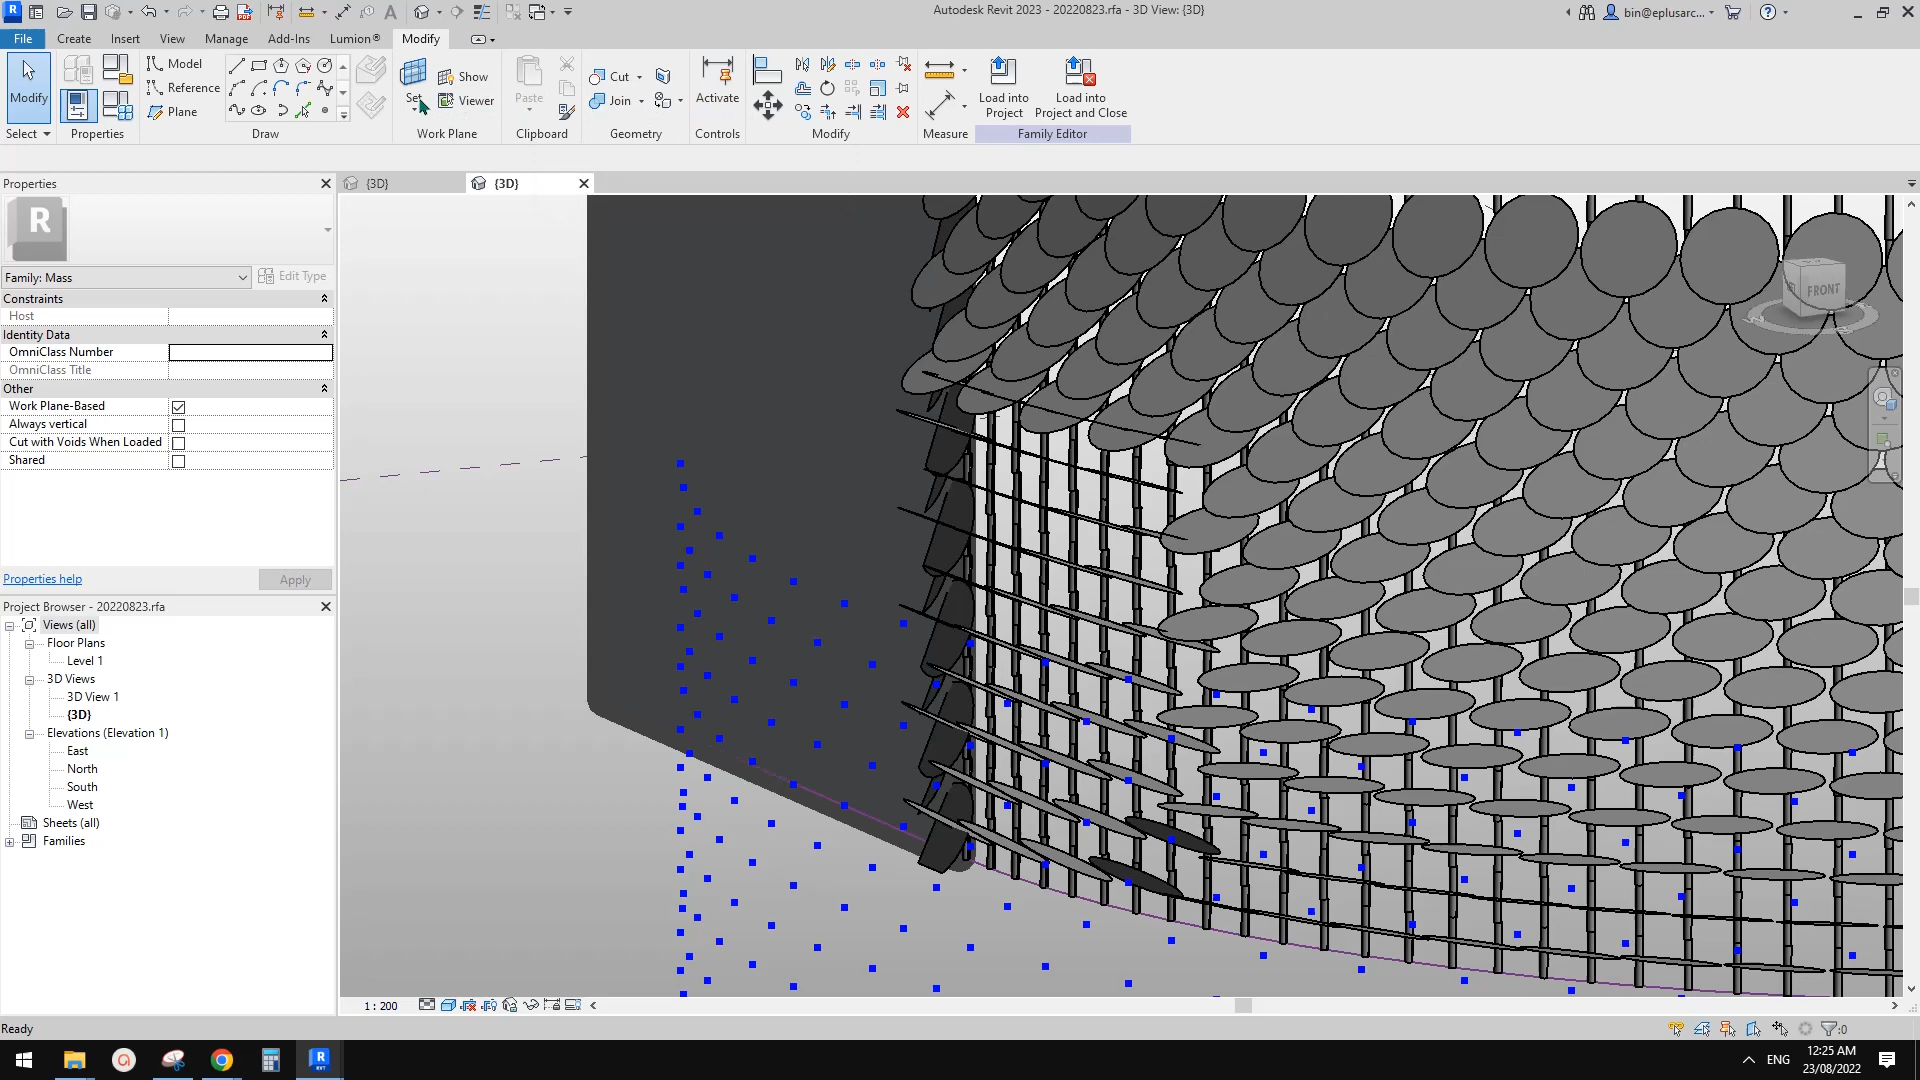 Autodesk Revit 2023 - 20220823.rfa - 3D View: {3D}
bin@eplusarc...
File
Create
Insert
View
Manage
Add-Ins
Lumion®
Modify
Modify
Select
Properties
Model
Reference
Plane
Draw
Set
Show
Viewer
Work Plane
Paste
Clipboard
Cut
Join
Geometry
Activate
Controls
Modify
Measure
Load into
Project
Load into
Project and Close
Family Editor
Properties
{3D}
{3D}
R
Family: Mass
Edit Type
Constraints
Host
Identity Data
OmniClass Number
OmniClass Title
Other
Work Plane-Based
Always vertical
Cut with Voids When Loaded
Shared
Properties help
Apply
Project Browser - 20220823.rfa
Views (all)
Floor Plans
Level 1
3D Views
3D View 1
{3D}
Elevations (Elevation 1)
East
North
South
West
Sheets (all)
Families
FRONT
1 : 200
Ready
:0
ENG
12:25 AM
23/08/2022